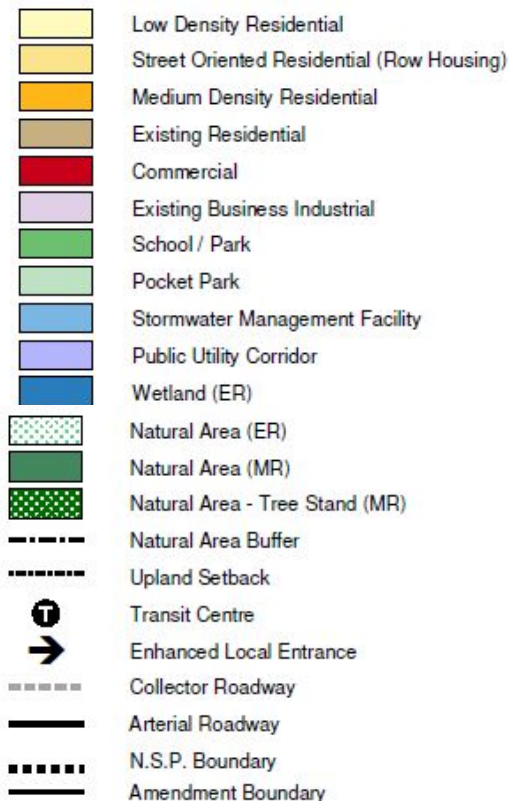 Low Density Residential
Street Oriented Residential (Row Housing)
Medium Density Residential
Existing Residential
Commercial
Existing Business Industrial
School / Park
Pocket Park
Stormwater Management Facility
Public Utility Corridor
Wetland (ER)
Natural Area (ER)
Natural Area (MR)
Natural Area - Tree Stand (MR)
Natural Area Buffer
Upland Setback
T Transit Centre
Enhanced Local Entrance
Collector Roadway
Arterial Roadway
N.S.P. Boundary
Amendment Boundary